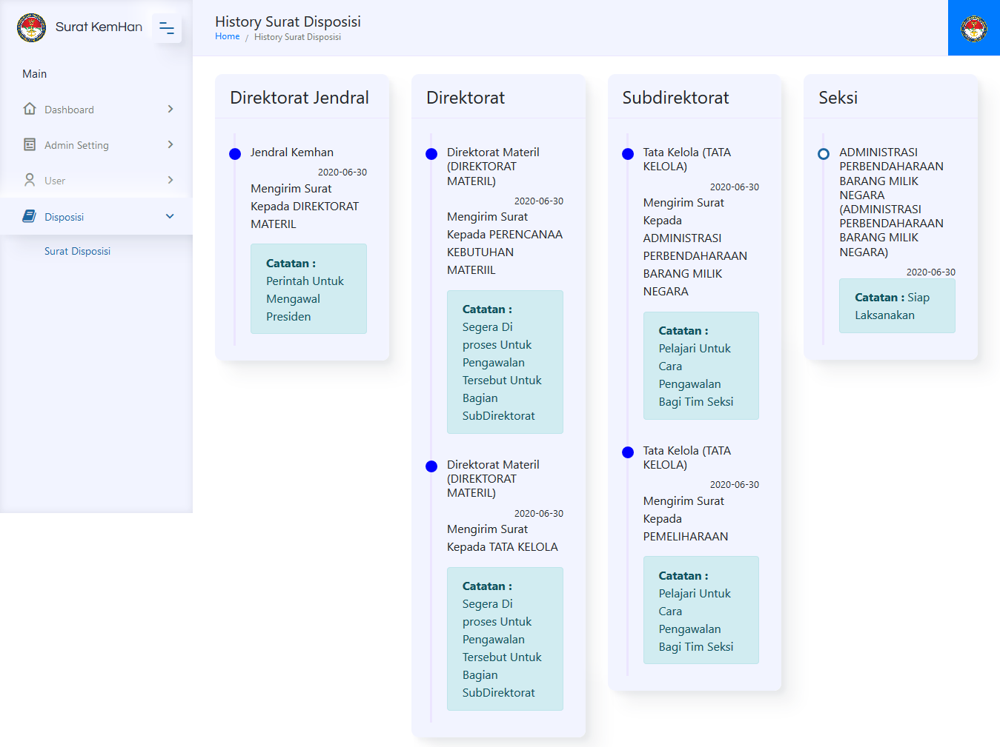 Surat KemHan
Main
Dashboard
Admin Setting
User
Disposisi
Surat Disposisi
History Surat Disposisi
Home / History Surat Disposisi
Direktorat Jendral
Jendral Kemhan
2020-06-30
Mengirim Surat
Kepada DIREKTORAT
MATERIL
Catatan :
Perintah Untuk
Mengawal
Presiden
Direktorat
Direktorat Materil
(DIREKTORAT
MATERIL)
2020-06-30
Mengirim Surat
Kepada PERENCANAA
KEBUTUHAN
MATERIIL
Catatan :
Segera Di
proses Untuk
Pengawalan
Tersebut Untuk
Bagian
SubDirektorat
Direktorat Materil
(DIREKTORAT
MATERIL)
2020-06-30
Mengirim Surat
Kepada TATA KELOLA
Catatan :
Segera Di
proses Untuk
Pengawalan
Tersebut Untuk
Bagian
SubDirektorat
Subdirektorat
Tata Kelola (TATA
KELOLA)
2020-06-30
Mengirim Surat
Kepada
ADMINISTRASI
PERBENDAHARAAN
BARANG MILIK
NEGARA
Catatan :
Pelajari Untuk
Cara
Pengawalan
Bagi Tim Seksi
Tata Kelola (TATA
KELOLA)
2020-06-30
Mengirim Surat
Kepada
PEMELIHARAAN
Catatan :
Pelajari Untuk
Cara
Pengawalan
Bagi Tim Seksi
Seksi
ADMINISTRASI
PERBENDAHARAAN
BARANG MILIK
NEGARA
(ADMINISTRASI
PERBENDAHARAAN
BARANG MILIK
NEGARA)
2020-06-30
Catatan : Siap
Laksanakan